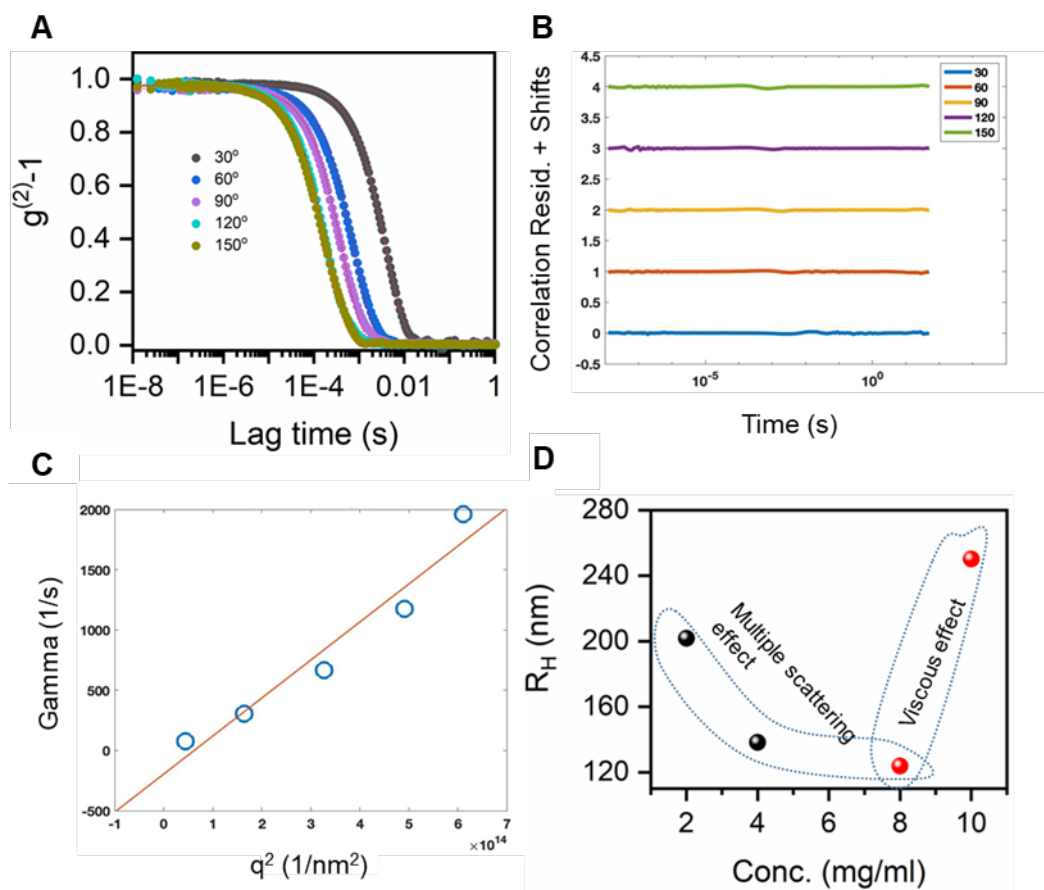 A
g(2)-1
1.0
0.8
0.6
0.4
0.2
0.0
30º
60º
90º
120º
150º
1E-8
1E-6
1E-4
0.01
1
Lag time (s)
B
Correlation Resid. + Shifts
4.5
4
3.5
3
2.5
2
1.5
1
0.5
0
-0.5
30
60
90
120
150
10-5
100
Time (s)
C
Gamma (1/s)
2000
1500
1000
500
0
-500
-1
0
1
2
3
4
5
6
7
×1014
q2 (1/nm2)
D
RH (nm)
280
240
200
160
120
Multiple scattering
effect
Viscous effect
2
4
6
8
10
Conc. (mg/ml)